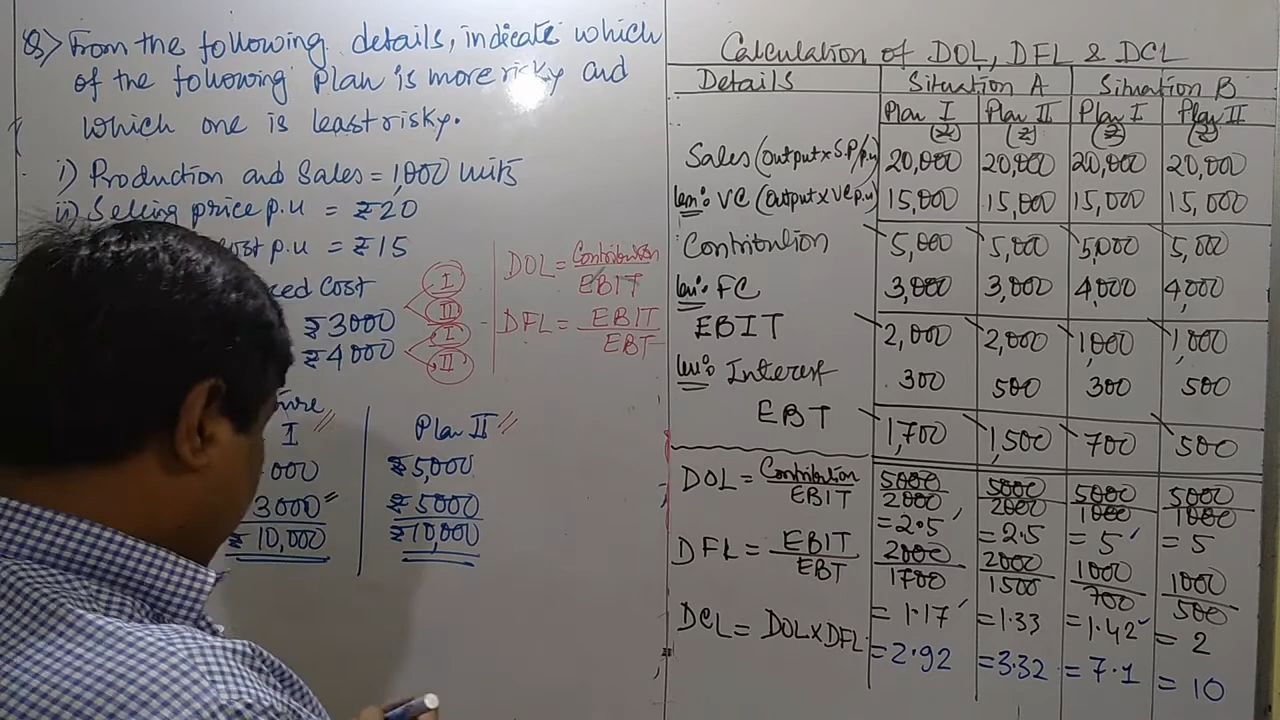 Q> From the following details, indicate which
of the following Plan is more risky and
which one is least risky.
i) Production and Sales = 1,000 units
ii) Selling price p.u = ₹20
cost p.u = ₹15
ced Cost
₹3000
₹4000
I
II
I
II
DOL = Contribution
EBIT
DFL = EBIT
EBT
I
000
3000
₹10,000
Plan II
₹5,000
₹5000
₹10,000
Calculation of DOL, DFL & DCL
Details Situation A Situation B
Plan I Plan II Plan I Plan II
(₹) (₹) (₹) (₹)
Sales (output x S.P/p.u) 20,000 20,000 20,000 20,000
Less: VC (output x VC p.u) 15,000 15,000 15,000 15,000
Contribution 5,000 5,000 5,000 5,000
Less: FC 3,000 3,000 4,000 4,000
EBIT 2,000 2,000 1,000 1,000
Less: Interest 300 500 300 500
EBT 1,700 1,500 700 500
DOL = Contribution 5000 5000 5000 5000
EBIT 2000 2000 1000 1000
= 2.5 = 2.5 = 5 = 5
DFL = EBIT 2000 2000 1000 1000
EBT 1700 1500 700 500
= 1.17 = 1.33 = 1.42 = 2
DCL = DOL x DFL = 2.92 = 3.32 = 7.1 = 10